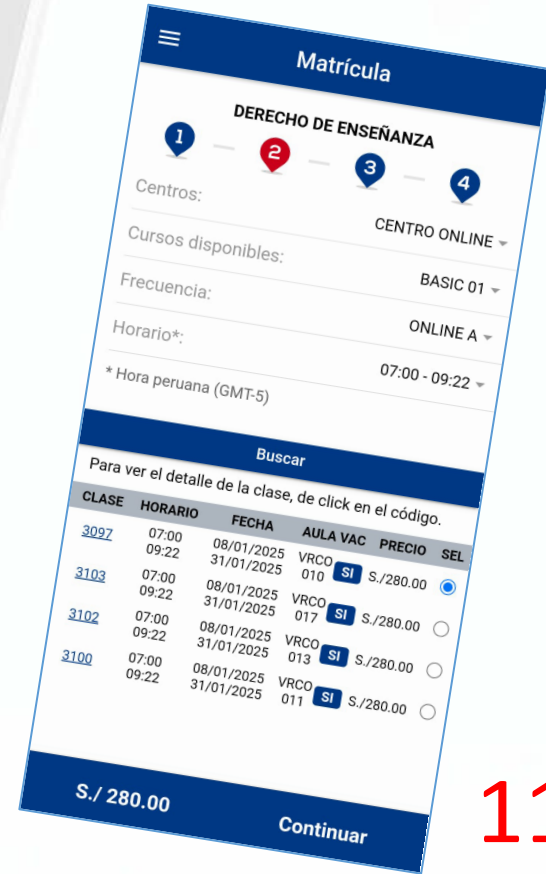 Matrícula
DERECHO DE ENSEÑANZA
1 2 3 4
Centros: CENTRO ONLINE
Cursos disponibles: BASIC 01
Frecuencia: ONLINE A
Horario*: 07:00 - 09:22
* Hora peruana (GMT-5)
Buscar
Para ver el detalle de la clase, de click en el código.
CLASE HORARIO FECHA AULA VAC PRECIO SEL
3097 07:00 08/01/2025 VRCO SI S./280.00
09:22 31/01/2025 010
3103 07:00 08/01/2025 VRCO SI S./280.00
09:22 31/01/2025 017
3102 07:00 08/01/2025 VRCO SI S./280.00
09:22 31/01/2025 013
3100 07:00 08/01/2025 VRCO SI S./280.00
09:22 31/01/2025 011
S./ 280.00 Continuar
11